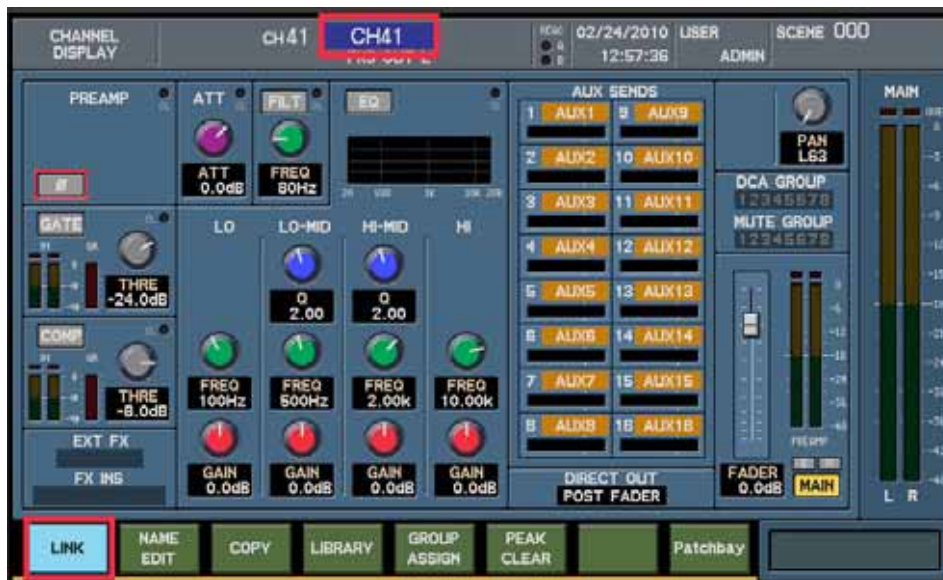 CHANNEL DISPLAY
CH41
CH41
02/24/2010 USER
12:57:36 ADMIN
SCENE 000
PREAMP
Ø
ATT
ATT
0.0dB
FILT
FREQ
80Hz
EQ
GATE
THRE
-24.0dB
COMP
THRE
-8.0dB
EXT FX
FX INS
LO LO-MID HI-MID HI
Q
2.00
Q
2.00
FREQ
100Hz
FREQ
500Hz
FREQ
2.00k
FREQ
10.00k
GAIN
0.0dB
GAIN
0.0dB
GAIN
0.0dB
GAIN
0.0dB
AUX SENDS
1 AUX1 9 AUX9
2 AUX2 10 AUX10
3 AUX3 11 AUX11
4 AUX4 12 AUX12
5 AUX5 13 AUX13
6 AUX6 14 AUX14
7 AUX7 15 AUX15
8 AUX8 16 AUX16
DIRECT OUT
POST FADER
PAN
L63
DCA GROUP
12345678
MUTE GROUP
12345678
PREAMP
FADER
0.0dB
MAIN
MAIN
L R
LINK
NAME EDIT
COPY
LIBRARY
GROUP ASSIGN
PEAK CLEAR
Patchbay